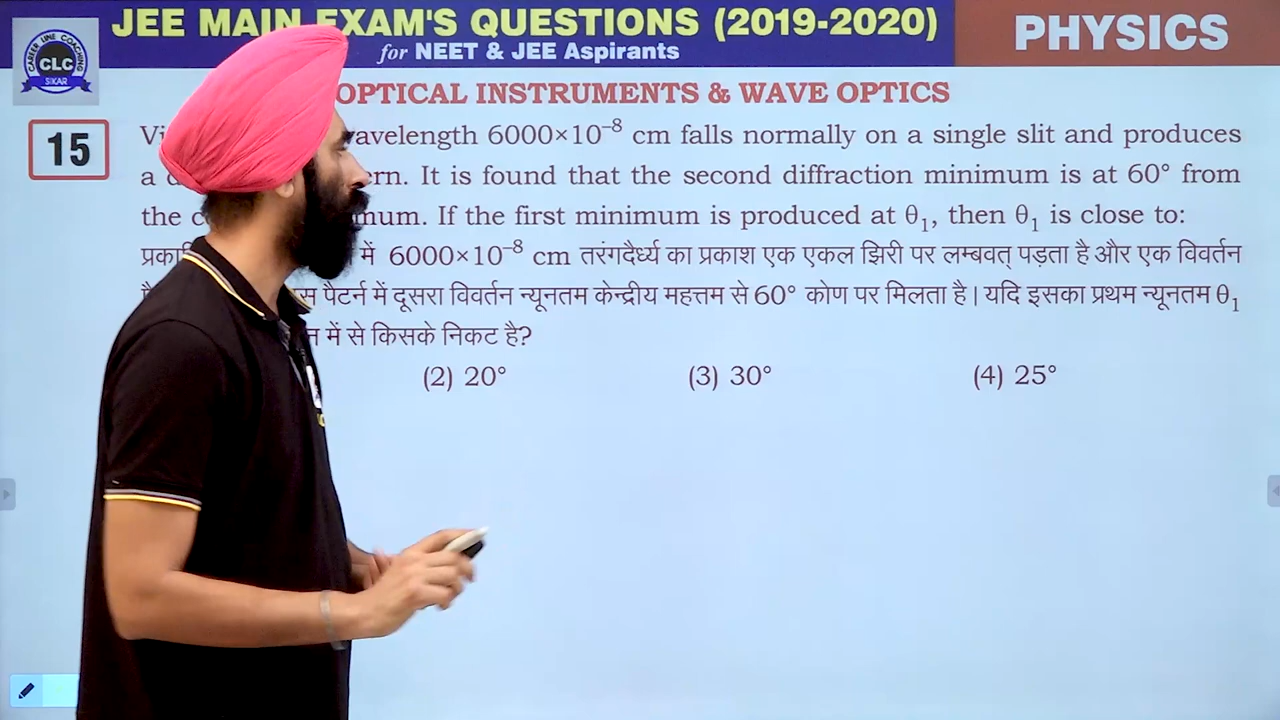 JEE MAIN EXAM'S QUESTIONS (2019-2020)
for NEET & JEE Aspirants
PHYSICS
CAREER LINE COACHING
CLC
SIKAR
OPTICAL INSTRUMENTS & WAVE OPTICS
15
wavelength 6000×10⁻⁸ cm falls normally on a single slit and produces
a It is found that the second diffraction minimum is at 60° from
the If the first minimum is produced at θ₁, then θ₁ is close to:
में 6000×10⁻⁸ cm तरंगदैर्ध्य का प्रकाश एक एकल झिरी पर लम्बवत् पड़ता है और एक विवर्तन
पैटर्न में दूसरा विवर्तन न्यूनतम केन्द्रीय महत्तम से 60° कोण पर मिलता है। यदि इसका प्रथम न्यूनतम θ₁
में से किसके निकट है?
(2) 20° (3) 30° (4) 25°